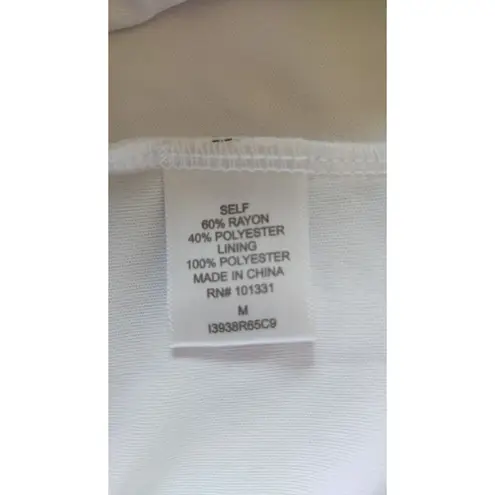 SELF
60% RAYON
40% POLYESTER
LINING
100% POLYESTER
MADE IN CHINA
RN# 101331
M
I3938R65C9